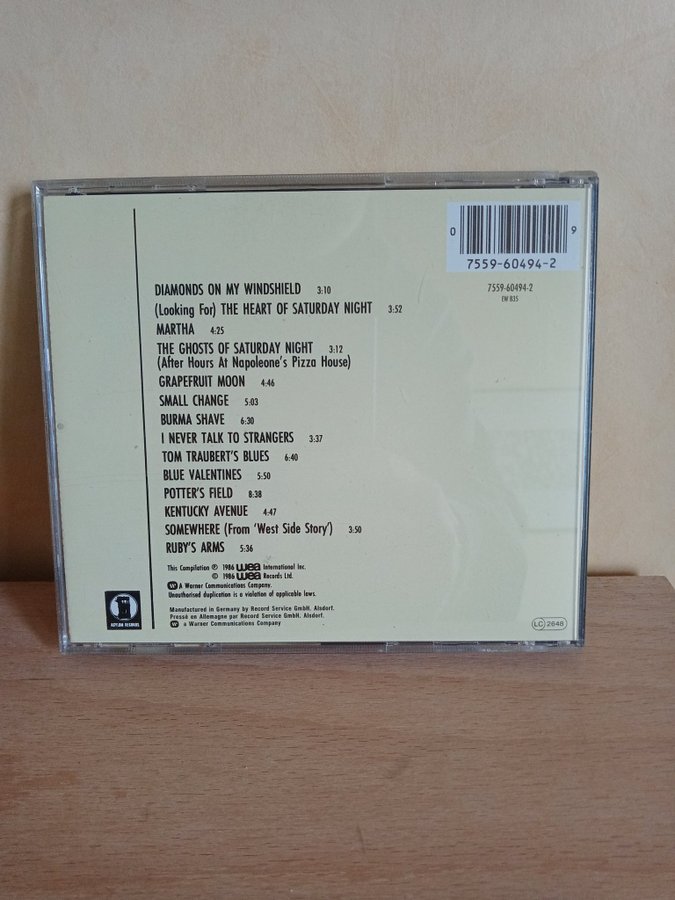 0 9
7559-60494-2
7559-60494-2
EW 835
DIAMONDS ON MY WINDSHIELD 3:10
(Looking For) THE HEART OF SATURDAY NIGHT 3:52
MARTHA 4:25
THE GHOSTS OF SATURDAY NIGHT 3:12
(After Hours At Napoleone's Pizza House)
GRAPEFRUIT MOON 4:46
SMALL CHANGE 5:03
BURMA SHAVE 6:30
I NEVER TALK TO STRANGERS 3:37
TOM TRAUBERT'S BLUES 6:40
BLUE VALENTINES 5:50
POTTER'S FIELD 8:38
KENTUCKY AVENUE 4:47
SOMEWHERE (From 'West Side Story') 3:50
RUBY'S ARMS 5:36
This Compilation ℗ 1986 wea International Inc.
© 1986 wea Records Ltd.
A Warner Communications Company.
Unauthorised duplication is a violation of applicable laws.
Manufactured in Germany by Record Service GmbH. Alsdorf.
Pressé en Allemagne par Record Service GmbH. Alsdorf.
a Warner Communications Company
ASYLUM RECORDS
LC 2648